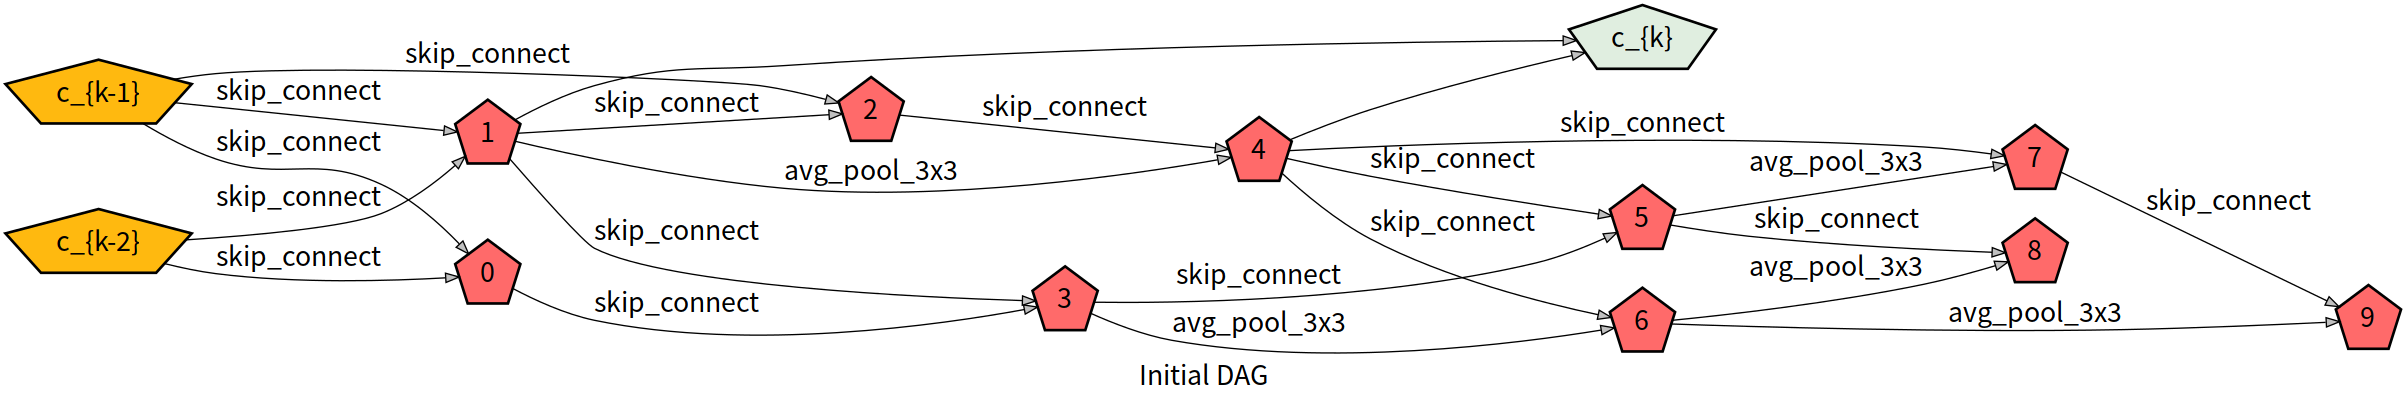 c_{k}
skip_connect
c_{k-1}
skip_connect
skip_connect
2
skip_connect
skip_connect
1
skip_connect
4
skip_connect
7
avg_pool_3x3
avg_pool_3x3
skip_connect
skip_connect
5
skip_connect
skip_connect
c_{k-2}
skip_connect
8
skip_connect
0
skip_connect
avg_pool_3x3
skip_connect
3
avg_pool_3x3
6
avg_pool_3x3
9
Initial DAG